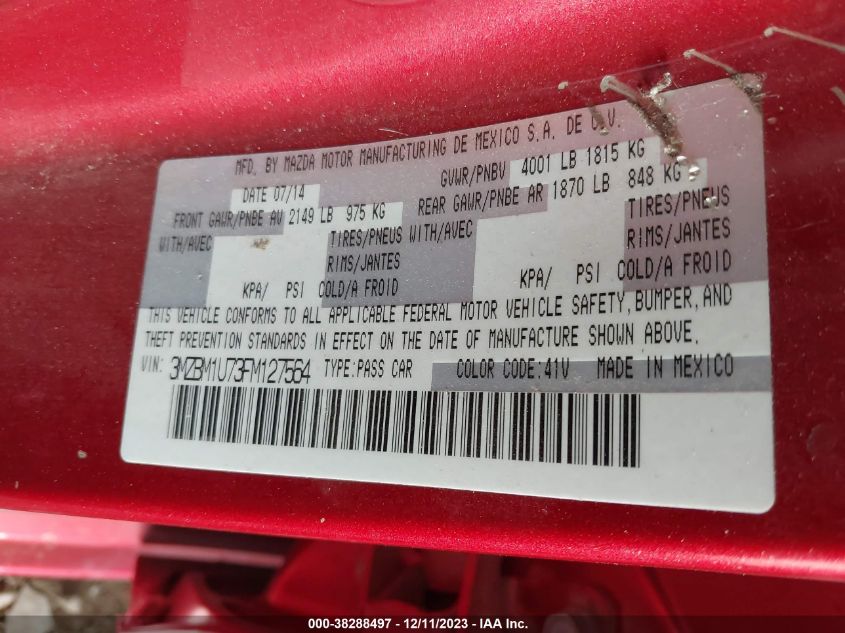 MFD. BY MAZDA MOTOR MANUFACTURING DE MEXICO S.A. DE C.V.
DATE 07/14 GVWR/PNBV 4001 LB 1815 KG
FRONT GAWR/PNBE AV 2149 LB 975 KG REAR GAWR/PNBE AR 1870 LB 848 KG
WITH/AVEC TIRES/PNEUS WITH/AVEC TIRES/PNEUS
RIMS/JANTES RIMS/JANTES
KPA/ PSI COLD/A FROID KPA/ PSI COLD/A FROID
THIS VEHICLE CONFORMS TO ALL APPLICABLE FEDERAL MOTOR VEHICLE SAFETY, BUMPER, AND
THEFT PREVENTION STANDARDS IN EFFECT ON THE DATE OF MANUFACTURE SHOWN ABOVE.
VIN: 3MZBM1U73FM127564 TYPE:PASS CAR COLOR CODE:41V MADE IN MEXICO
000-38288497 - 12/11/2023 - IAA Inc.